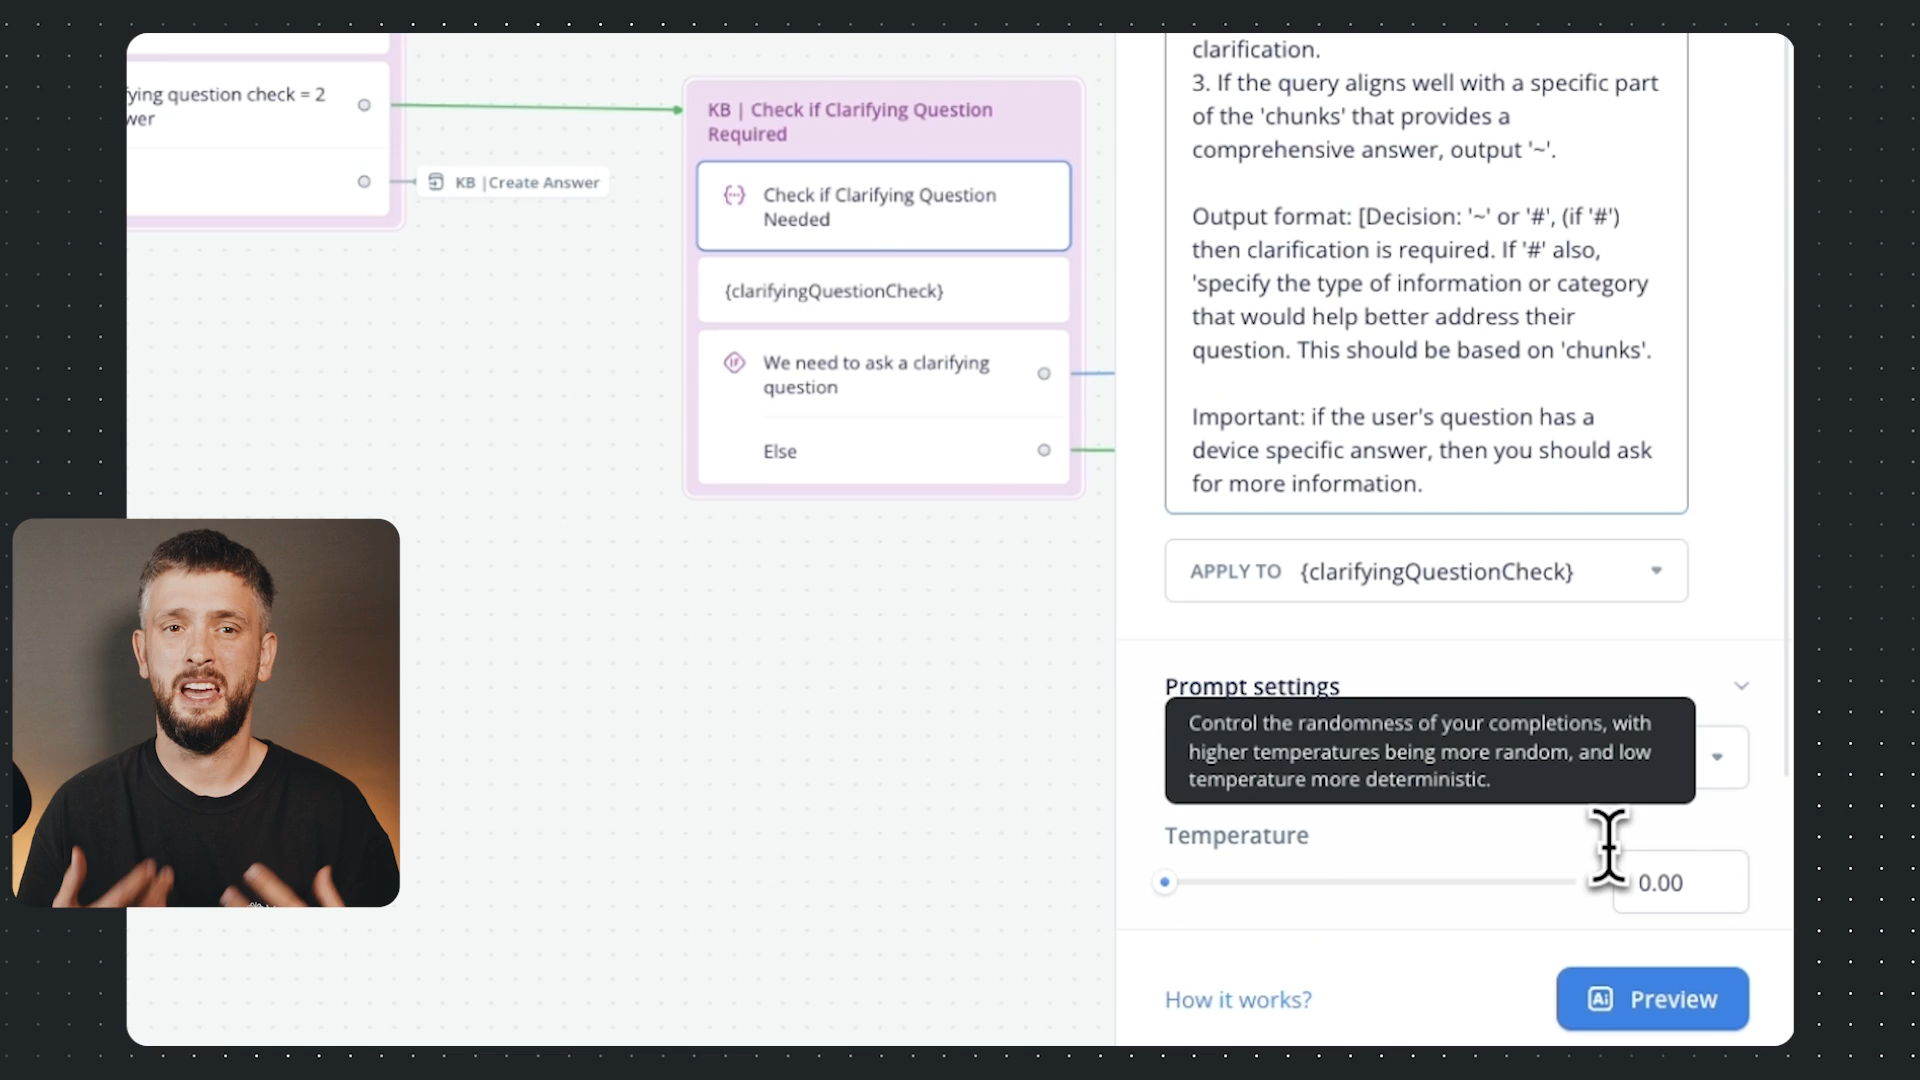 fying question check = 2
wer
KB |Create Answer
KB | Check if Clarifying Question
Required
Check if Clarifying Question
Needed
{clarifyingQuestionCheck}
We need to ask a clarifying
question
Else
clarification.
3. If the query aligns well with a specific part
of the 'chunks' that provides a
comprehensive answer, output '~'.
Output format: [Decision: '~' or '#', (if '#')
then clarification is required. If '#' also,
'specify the type of information or category
that would help better address their
question. This should be based on 'chunks'.
Important: if the user's question has a
device specific answer, then you should ask
for more information.
APPLY TO {clarifyingQuestionCheck}
Prompt settings
Control the randomness of your completions, with
higher temperatures being more random, and low
temperature more deterministic.
Temperature
0.00
How it works?
Ai Preview